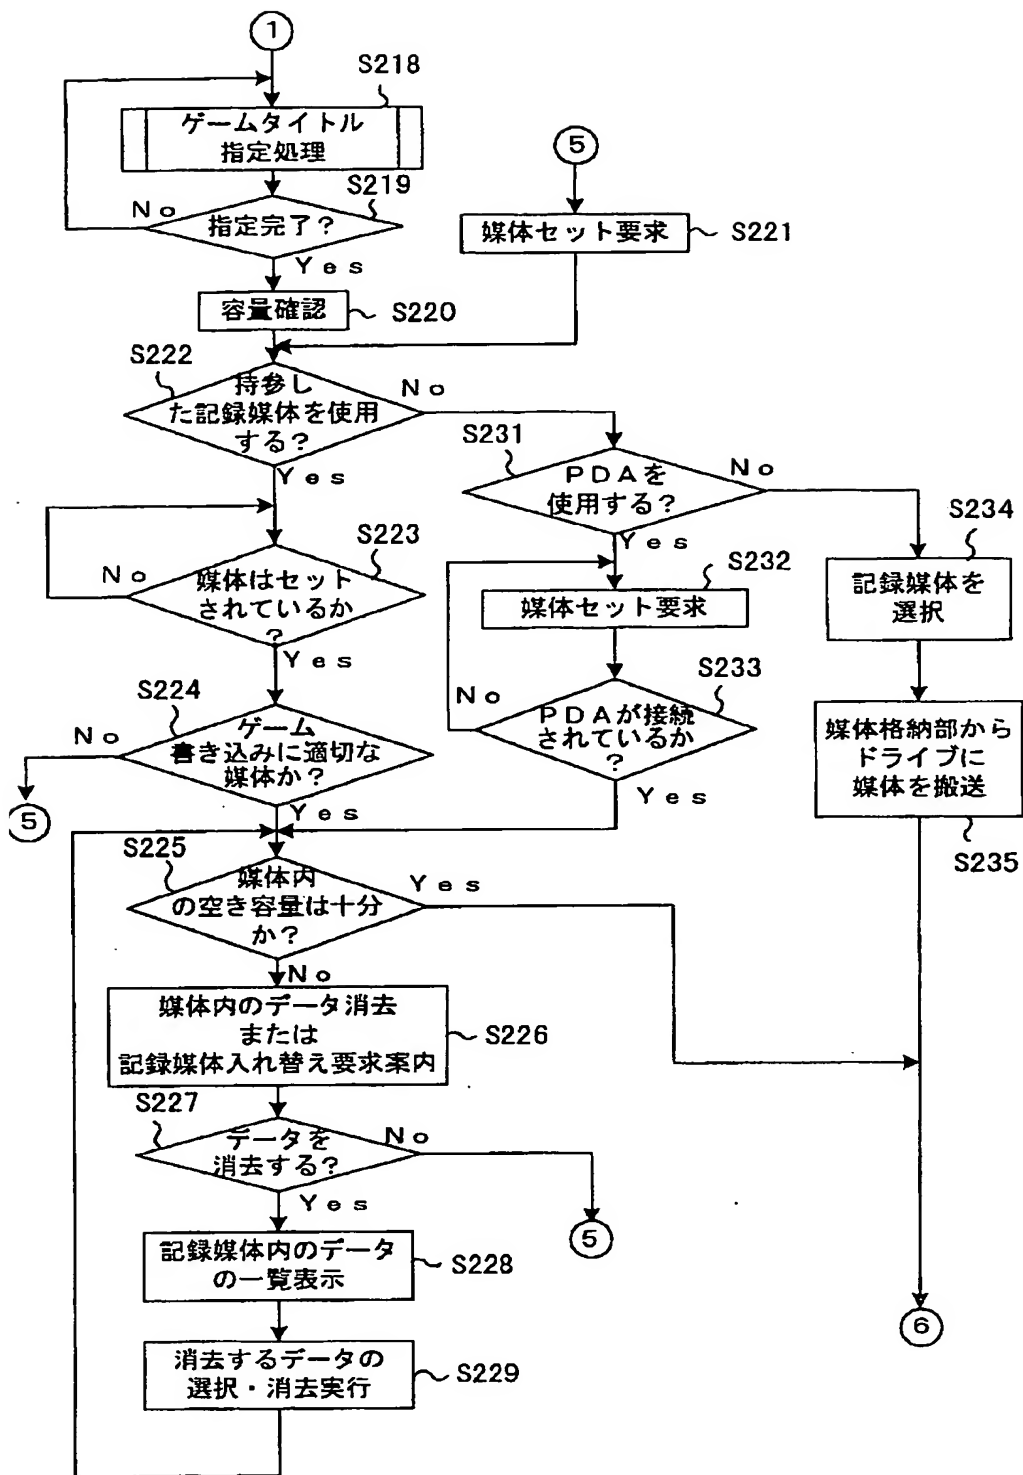 1
S218
ゲームタイトル
指定処理
S219
No
指定完了?
Yes
容量確認
S220
5
媒体セット要求
S221
S222
持参し
た記録媒体を使用
する?
No
Yes
S223
No
媒体はセット
されているか
?
Yes
S224
No
ゲーム
書き込みに適切な
媒体か?
Yes
5
S231
PDAを
使用する?
No
Yes
S232
媒体セット要求
S233
No
PDAが接続
されているか
?
Yes
S234
記録媒体を
選択
媒体格納部から
ドライブに
媒体を搬送
S235
S225
媒体内
の空き容量は十分
か?
Yes
No
媒体内のデータ消去
または
記録媒体入れ替え要求案内
S226
S227
データを
消去する?
No
Yes
5
記録媒体内のデータ
の一覧表示
S228
消去するデータの
選択・消去実行
S229
6